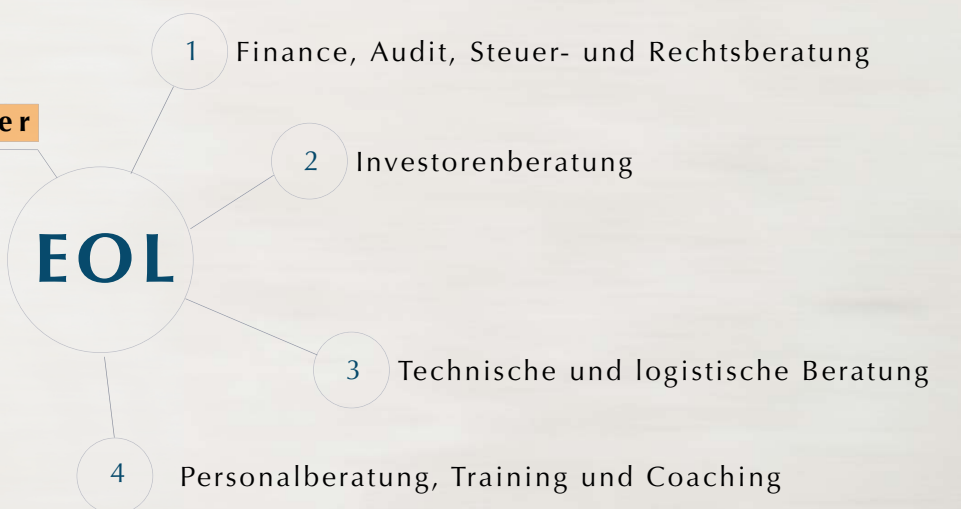 1 Finance, Audit, Steuer- und Rechtsberatung
er
2 Investorenberatung
EOL
3 Technische und logistische Beratung
4 Personalberatung, Training und Coaching